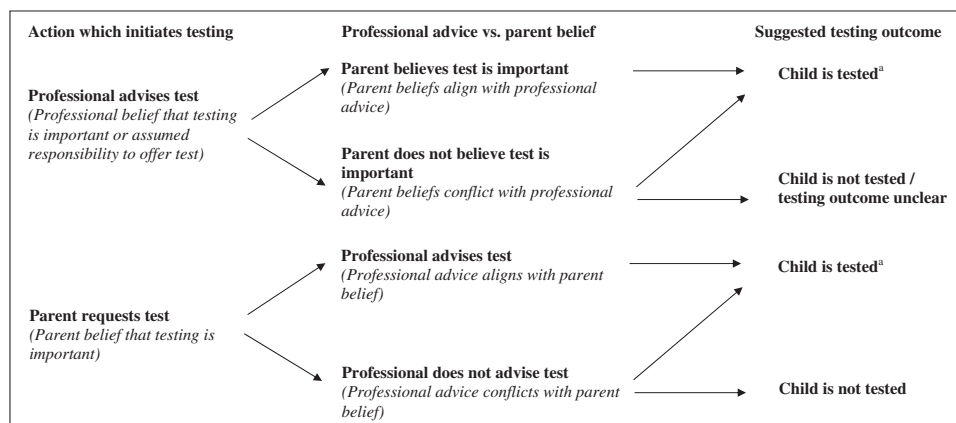 Action which initiates testing
Professional advice vs. parent belief
Suggested testing outcome
Professional advises test
(Professional belief that testing
is important or assumed
responsibility to offer test)
Parent believes test is important
(Parent beliefs align with professional
advice)
Child is testedᵃ
Parent does not believe test is
important
(Parent beliefs conflict with professional
advice)
Child is not tested /
testing outcome unclear
Parent requests test
(Parent belief that testing is
important)
Professional advises test
(Professional advice aligns with parent
belief)
Child is testedᵃ
Professional does not advise test
(Professional advice conflicts with parent
belief)
Child is not tested